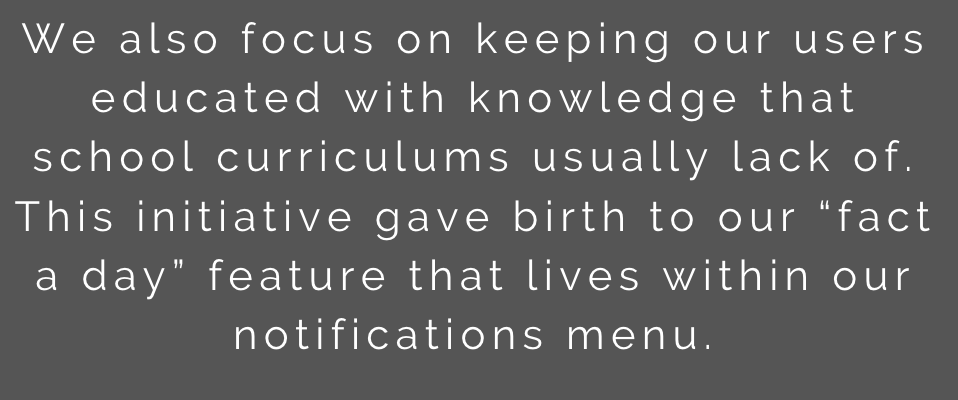 We also focus on keeping our users
educated with knowledge that
school curriculums usually lack of.
This initiative gave birth to our “fact
a day” feature that lives within our
notifications menu.